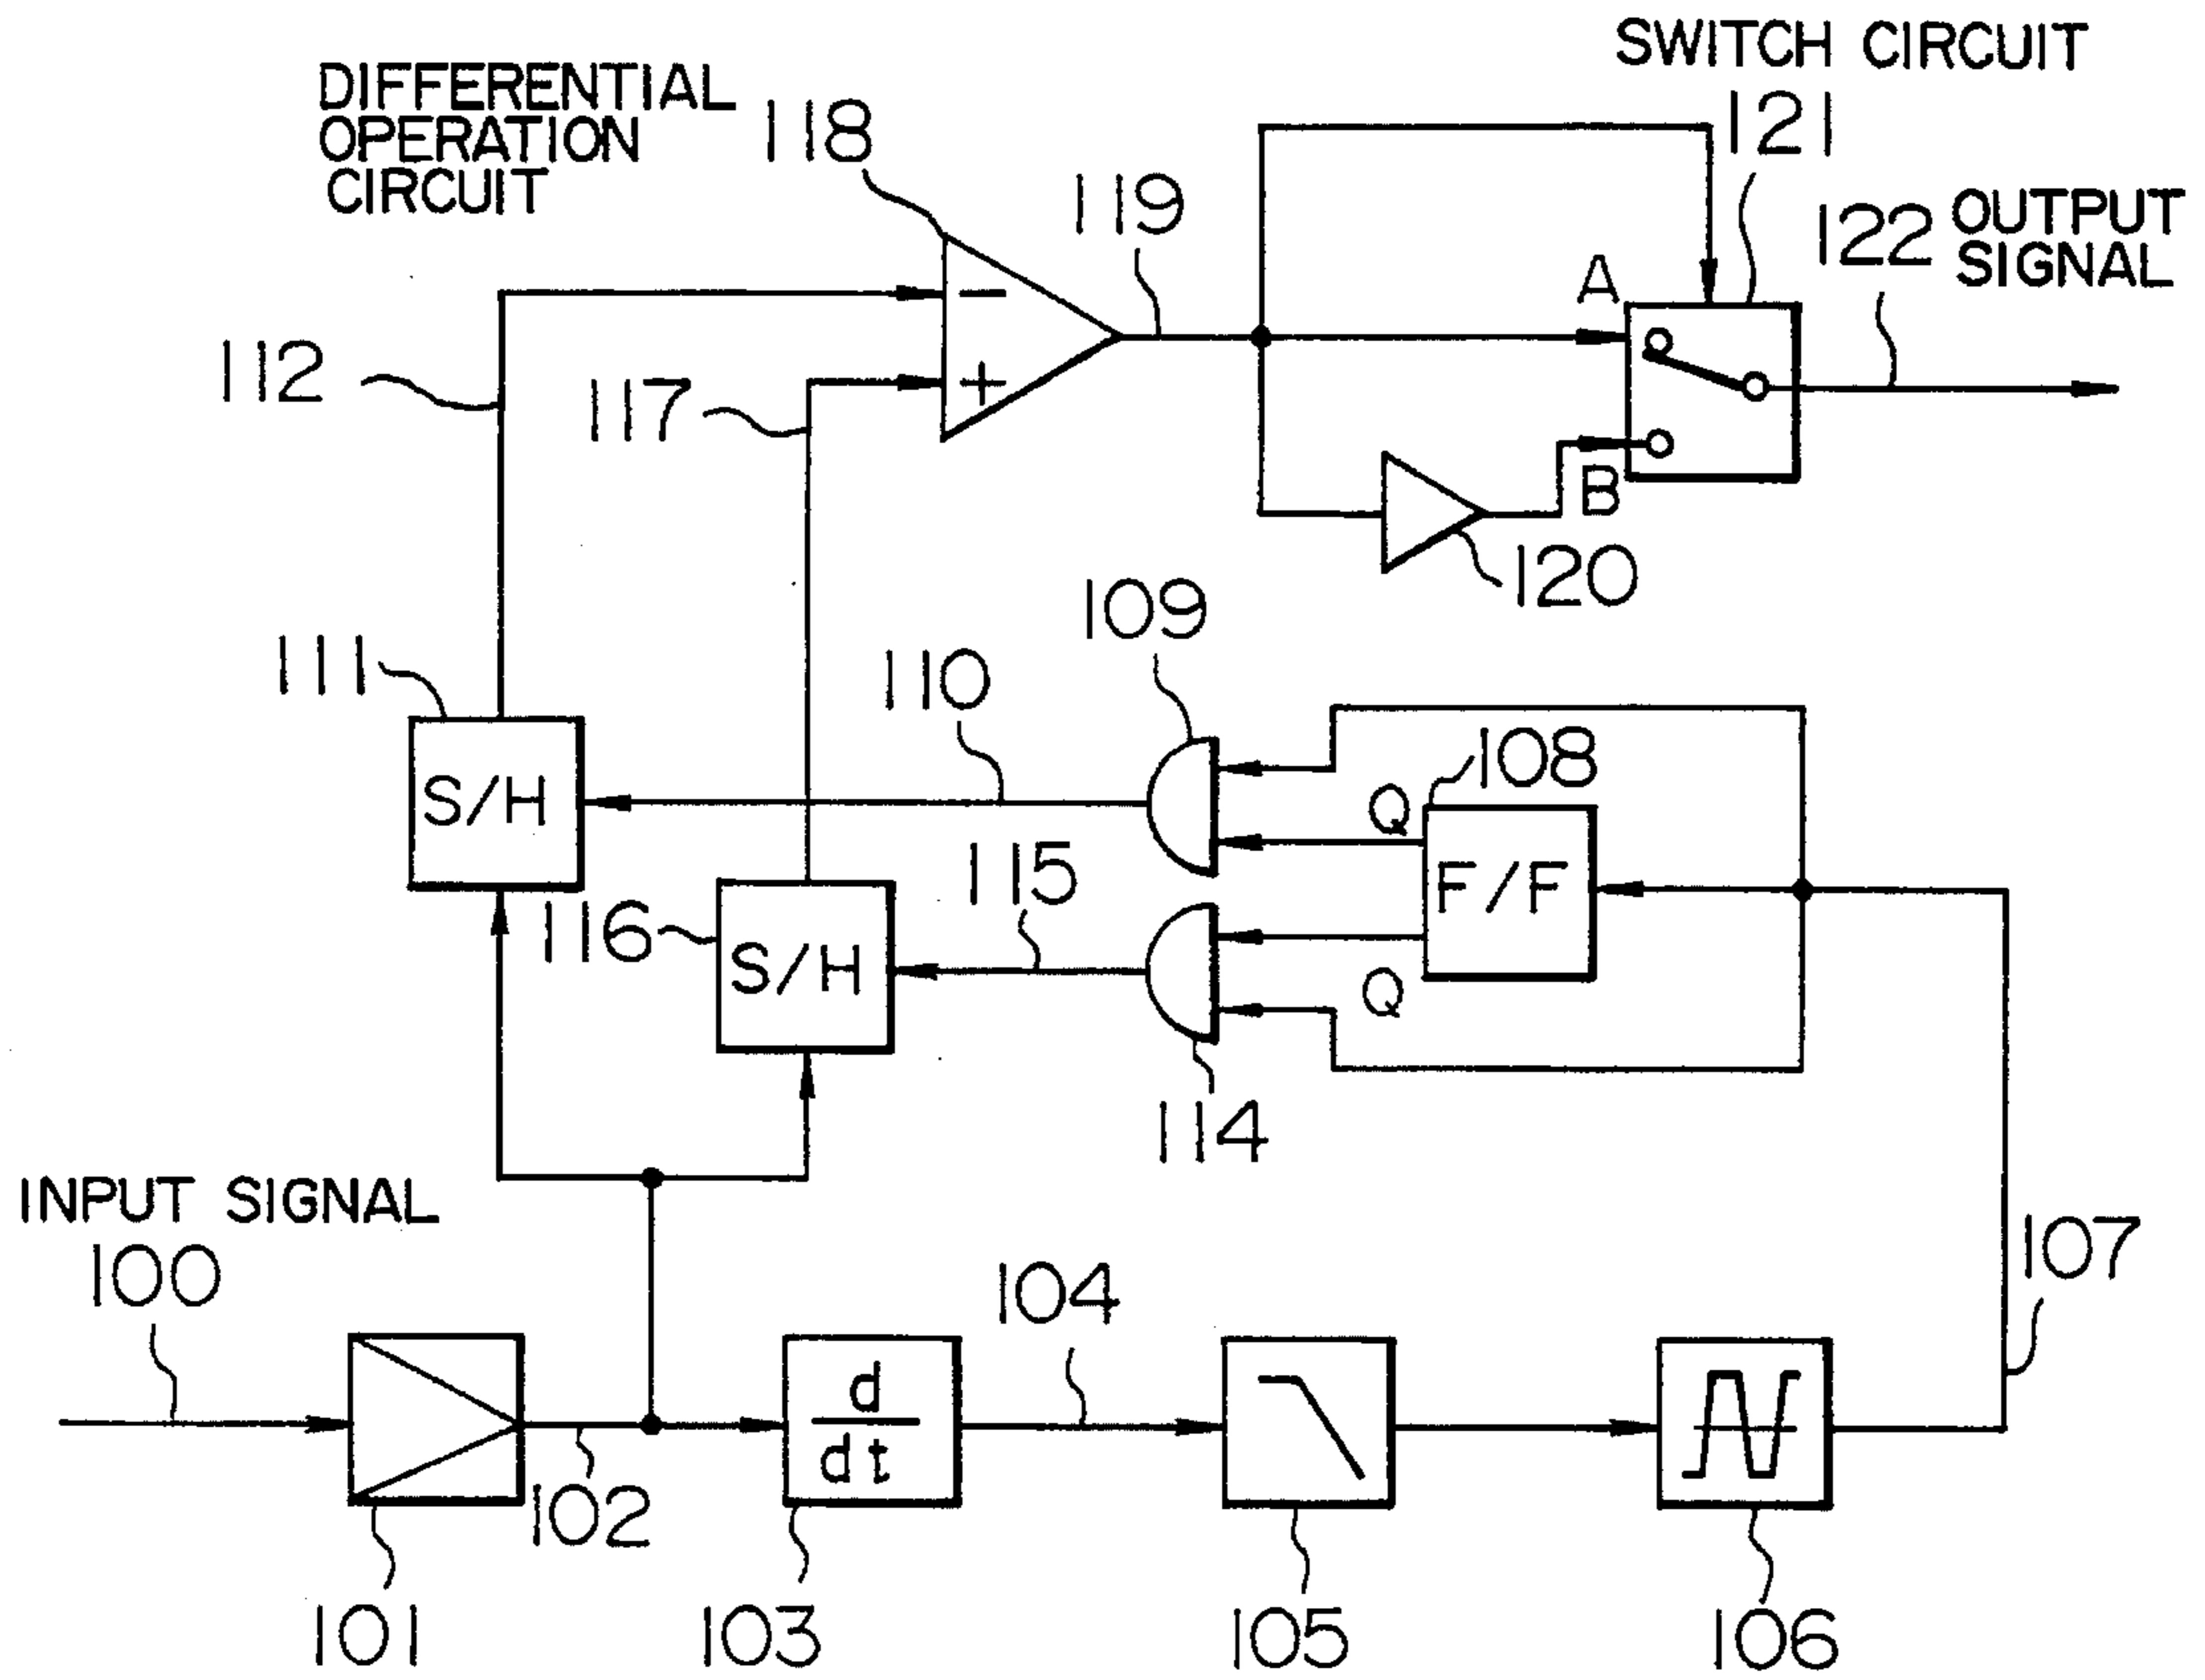 SWITCH CIRCUIT
121
DIFFERENTIAL
OPERATION
CIRCUIT
118
119
122
OUTPUT
SIGNAL
A
−
112
117
+
B
120
109
111
110
108
S/H
Q
115
F/F
116
S/H
Q
114
INPUT SIGNAL
100
107
104
d
dt
102
101
103
105
106